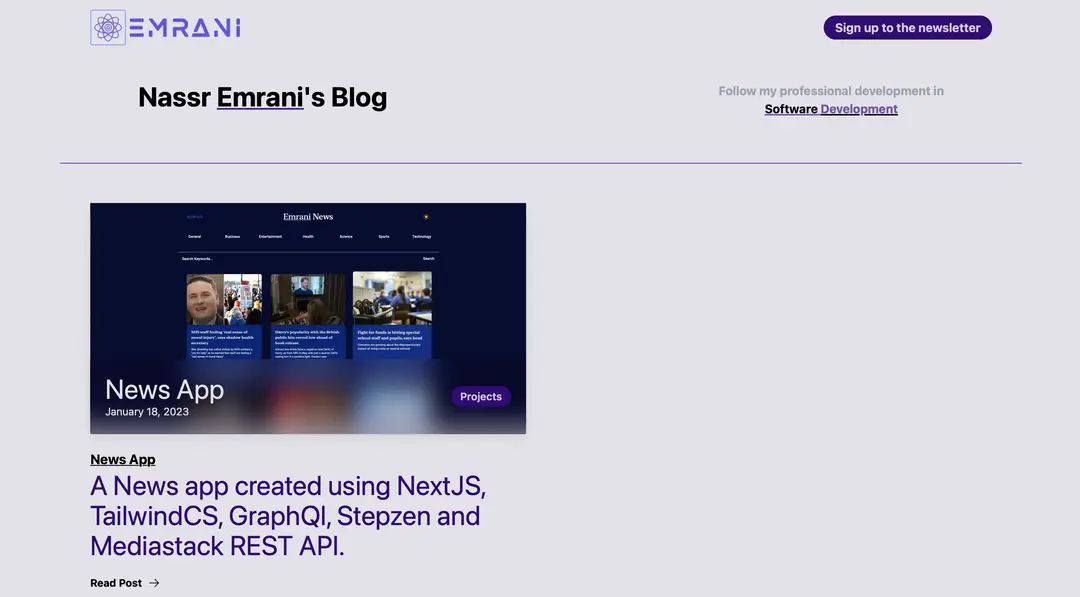 EMRANI
Sign up to the newsletter
Nassr Emrani's Blog
Follow my professional development in
Software Development
Emrani News
General Business Entertainment Health Science Sports Technology
Search Keywords...
Search
NHS staff feeling 'real sense of
moral injury', says shadow health
secretary
Harry's popularity with the British
public hits record low ahead of
book release
Fight for funds is hitting special
school staff and pupils, says head
News App
January 18, 2023
Projects
News App
A News app created using NextJS,
TailwindCS, GraphQl, Stepzen and
Mediastack REST API.
Read Post →